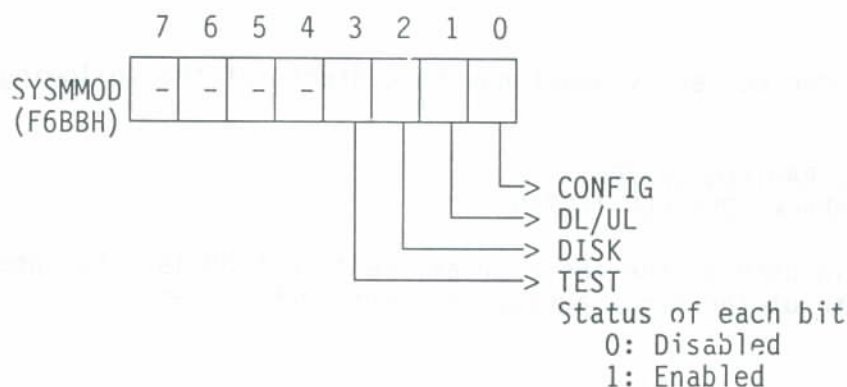 7 6 5 4 3 2 1 0
SYSMMOD - - - -
(F6BBH)
> CONFIG
> DL/UL
> DISK
> TEST
Status of each bit
0: Disabled
1: Enabled